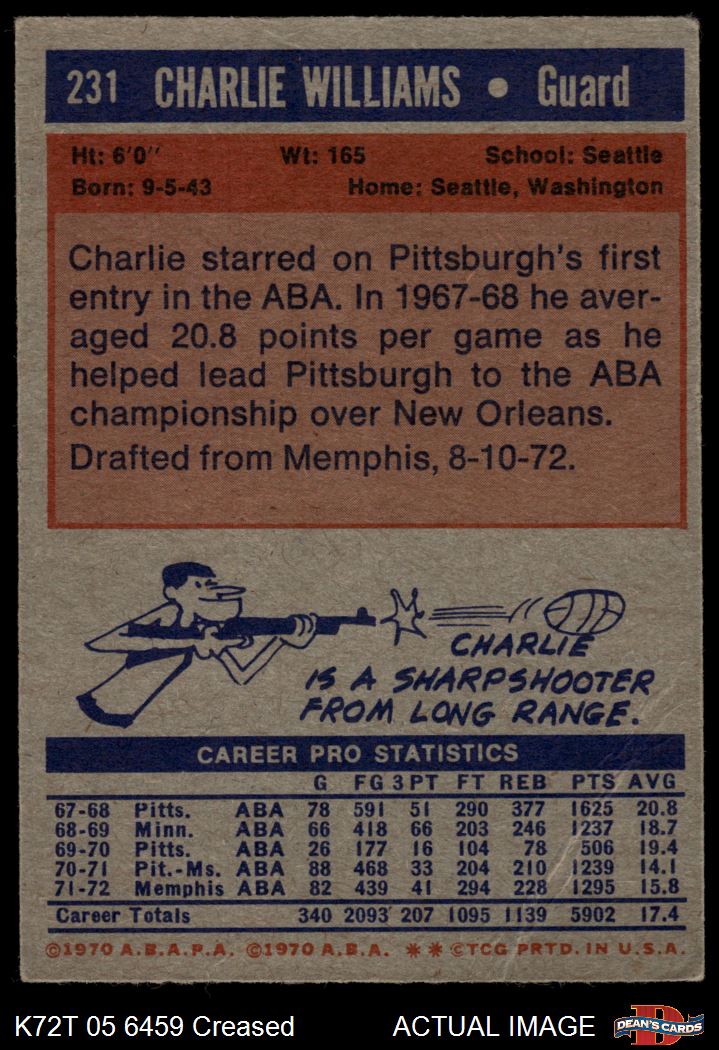 231 CHARLIE WILLIAMS • Guard
Ht: 6'0" Wt: 165 School: Seattle
Born: 9-5-43 Home: Seattle, Washington
Charlie starred on Pittsburgh's first
entry in the ABA. In 1967-68 he aver-
aged 20.8 points per game as he
helped lead Pittsburgh to the ABA
championship over New Orleans.
Drafted from Memphis, 8-10-72.
CHARLIE
IS A SHARPSHOOTER
FROM LONG RANGE.
CAREER PRO STATISTICS
G FG 3PT FT REB PTS AVG
67-68 Pitts. ABA 78 591 51 290 377 1625 20.8
68-69 Minn. ABA 66 418 66 203 246 1237 18.7
69-70 Pitts. ABA 26 177 16 104 78 506 19.4
70-71 Pit.-Ms. ABA 88 468 33 204 210 1239 14.1
71-72 Memphis ABA 82 439 41 294 228 1295 15.8
Career Totals 340 2093 207 1095 1139 5902 17.4
©1970 A.B.A.P.A. ©1970 A.B.A. ** ©TCG PRTD. IN U.S.A.
K72T 05 6459 Creased ACTUAL IMAGE DEAN'S CARDS